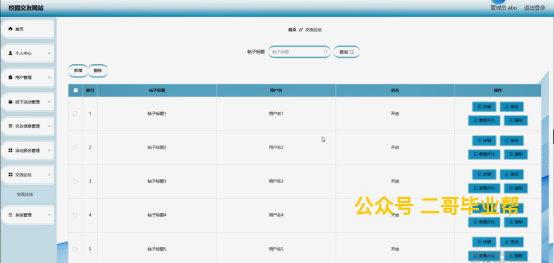 校园交友网站
管理员 abo 退出登录
首页
首页 // 交流论坛
个人中心
帖子标题 帖子标题 查询
用户管理
新增 删除
线下活动管理
索引 帖子标题 用户名 状态 操作
交友信息管理
1 帖子标题1 用户名1 开放 详情 修改
查看评论 删除
活动报名管理
2 帖子标题2 用户名2 开放 详情 修改
查看评论 删除
交流论坛
3 帖子标题3 用户名3 开放 详情 修改
交流论坛
查看评论 删除
系统管理
4 帖子标题4 用户名4 开放 详情 修改
公众号 二哥毕业帮
查看评论 删除
5 帖子标题5 用户名5 开放 详情 修改
查看评论 删除